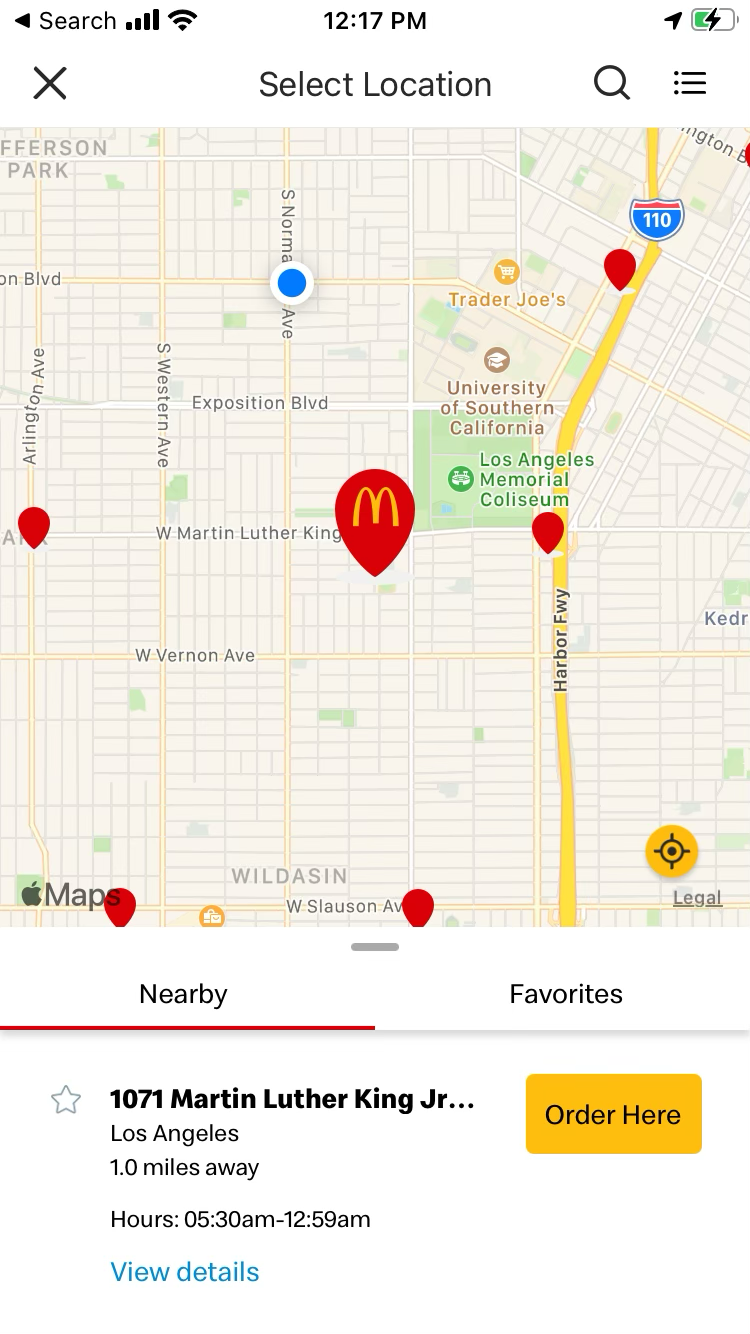 Search
12:17 PM
Select Location
FFERSON
PARK
ngton B
110
S Norma
Ave
on Blvd
Trader Joe's
Arlington Ave
S Western Ave
University
of Southern
California
Exposition Blvd
Los Angeles
Memorial
Coliseum
W Martin Luther King
Kedr
W Vernon Ave
Harbor Fwy
WILDASIN
Maps
Legal
W Slauson Av
Nearby
Favorites
1071 Martin Luther King Jr...
Order Here
Los Angeles
1.0 miles away
Hours: 05:30am-12:59am
View details